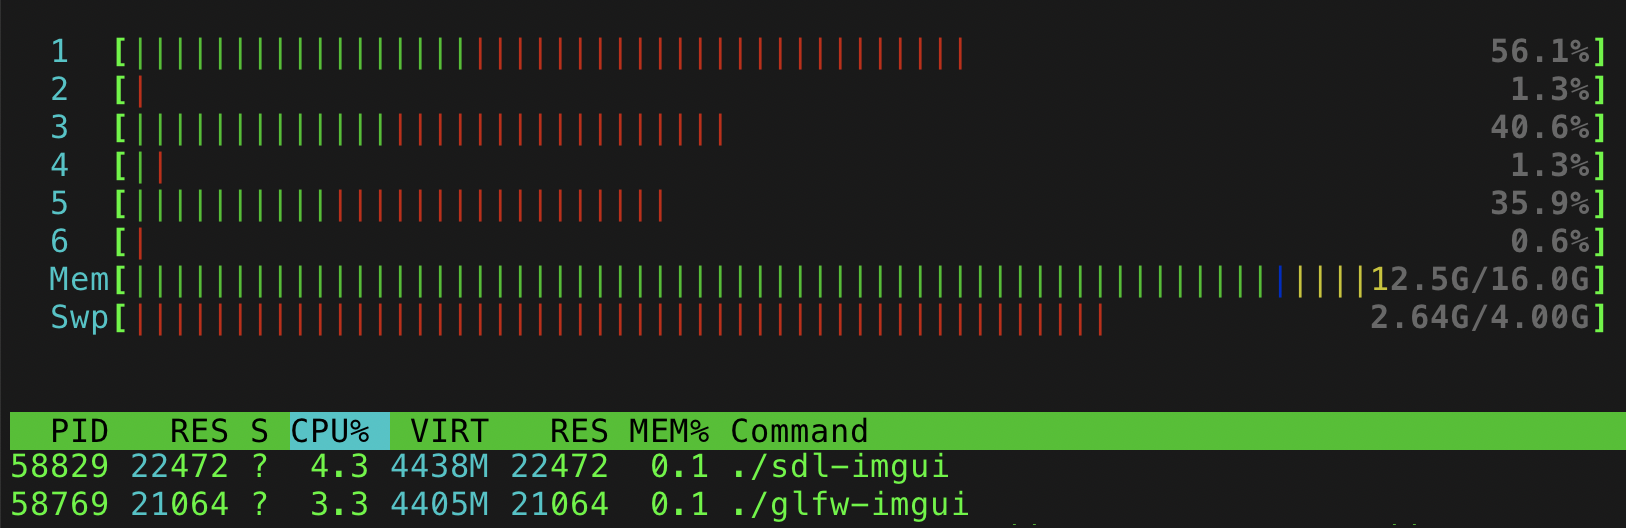 1 [|||||||||||||||||||||||||||||||||||||||||| 56.1%]
2 [| 1.3%]
3 [|||||||||||||||||||||||||||||| 40.6%]
4 [|| 1.3%]
5 [||||||||||||||||||||||||||| 35.9%]
6 [| 0.6%]
Mem[||||||||||||||||||||||||||||||||||||||||||||||||||||||||||||||12.5G/16.0G]
Swp[||||||||||||||||||||||||||||||||||||||||||||||||| 2.64G/4.00G]
PID RES S CPU% VIRT RES MEM% Command
58829 22472 ? 4.3 4438M 22472 0.1 ./sdl-imgui
58769 21064 ? 3.3 4405M 21064 0.1 ./glfw-imgui